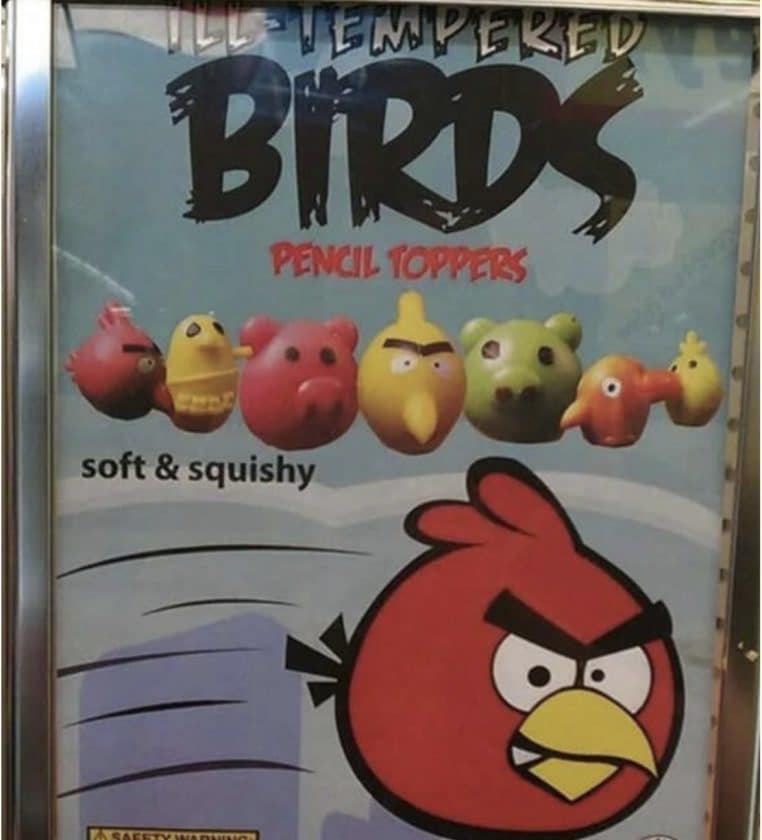 ILL-TEMPERED
BIRDS
PENCIL TOPPERS
soft & squishy
SAFETY WARNING: